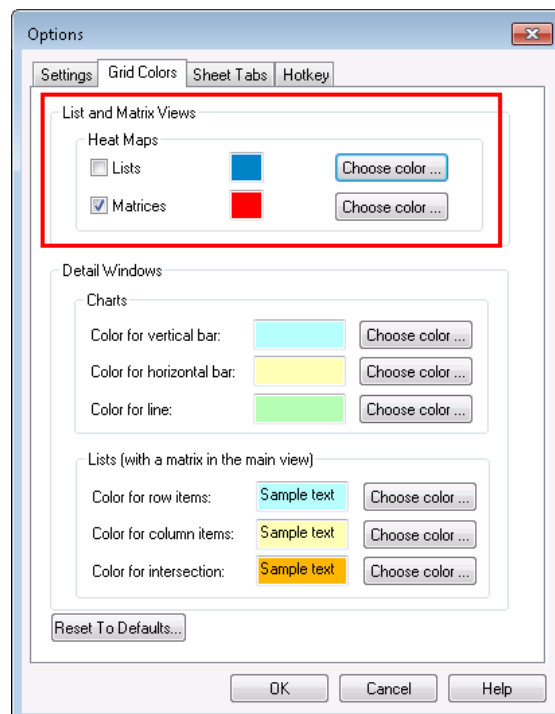 Options
Settings Grid Colors Sheet Tabs Hotkey
List and Matrix Views
Heat Maps
Lists Choose color ...
Matrices Choose color ...
Detail Windows
Charts
Color for vertical bar: Choose color ...
Color for horizontal bar: Choose color ...
Color for line: Choose color ...
Lists (with a matrix in the main view)
Color for row items: Sample text Choose color ...
Color for column items: Sample text Choose color ...
Color for intersection: Sample text Choose color ...
Reset To Defaults...
OK Cancel Help